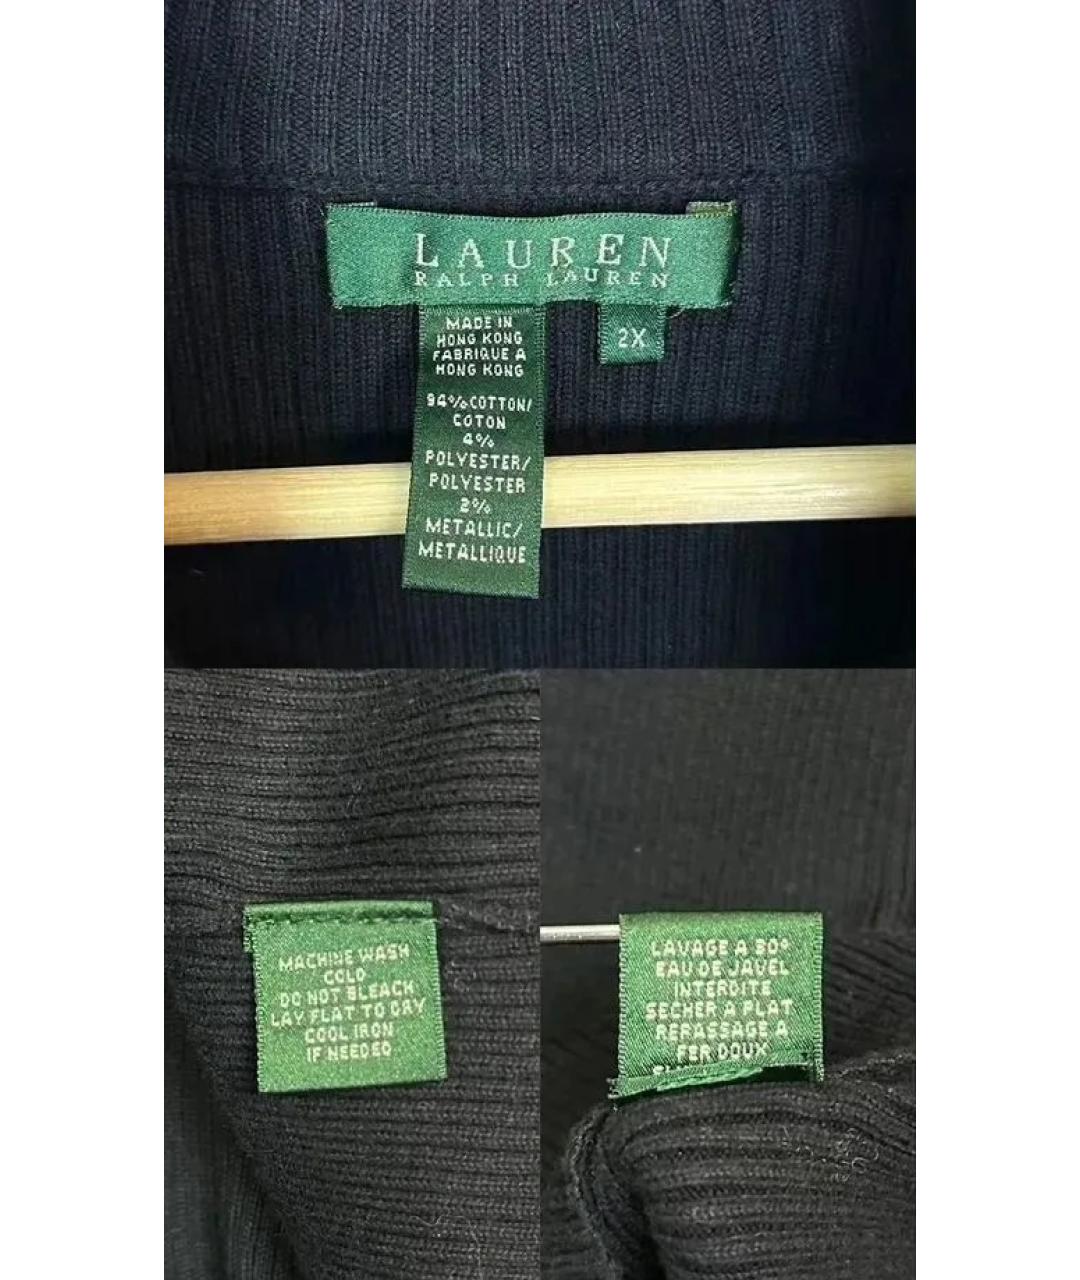 LAUREN
RALPH LAUREN
MADE IN
HONG KONG
FABRIQUE A
HONG KONG
94% COTTON/
COTON
4%
POLYESTER/
POLYESTER
2%
METALLIC/
METALLIQUE
2X
MACHINE WASH
COLD
DO NOT BLEACH
LAY FLAT TO DRY
COOL IRON
IF NEEDED
LAVAGE A 30°
EAU DE JAVEL
INTERDITE
SECHER A PLAT
REPASSAGE A
FER DOUX